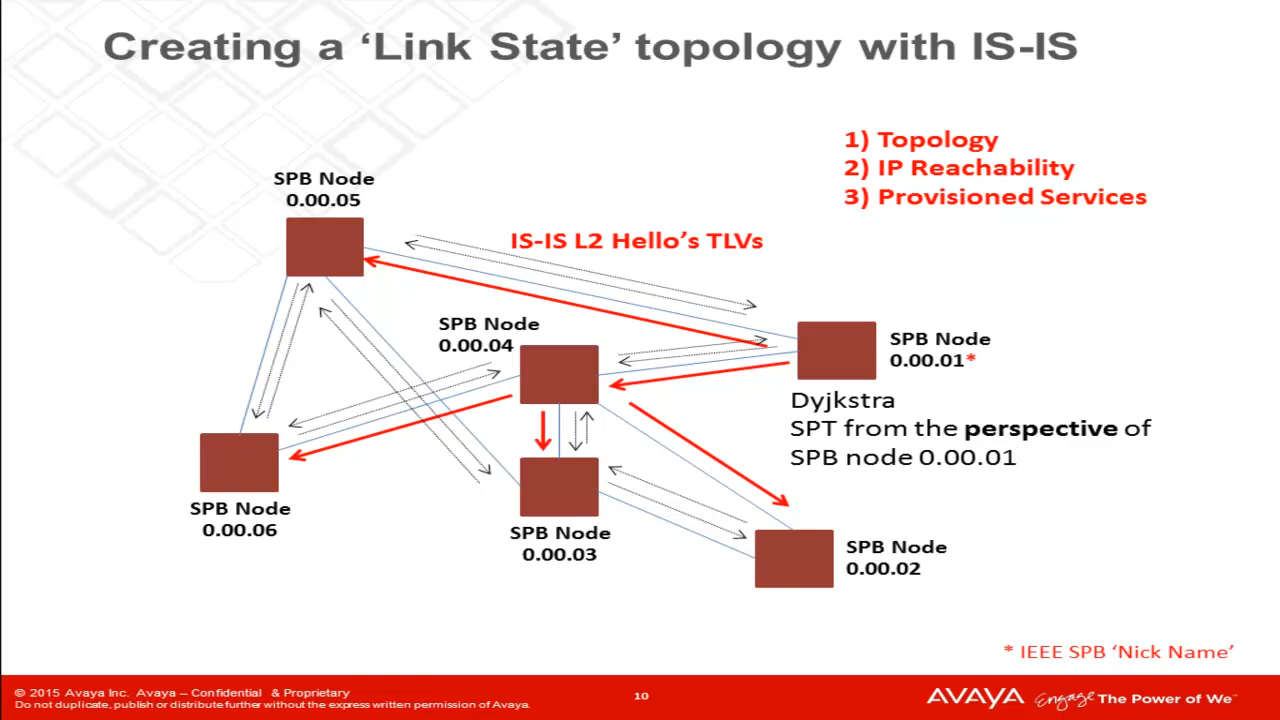 Creating a ‘Link State’ topology with IS-IS
1) Topology
2) IP Reachability
3) Provisioned Services
SPB Node
0.00.05
IS-IS L2 Hello’s TLVs
SPB Node
0.00.04
SPB Node
0.00.01*
Dyjkstra
SPT from the perspective of
SPB node 0.00.01
SPB Node
0.00.06
SPB Node
0.00.03
SPB Node
0.00.02
* IEEE SPB ‘Nick Name’
© 2015 Avaya Inc. Avaya – Confidential & Proprietary
Do not duplicate, publish or distribute further without the express written permission of Avaya.
10
AVAYA Engage The Power of We™